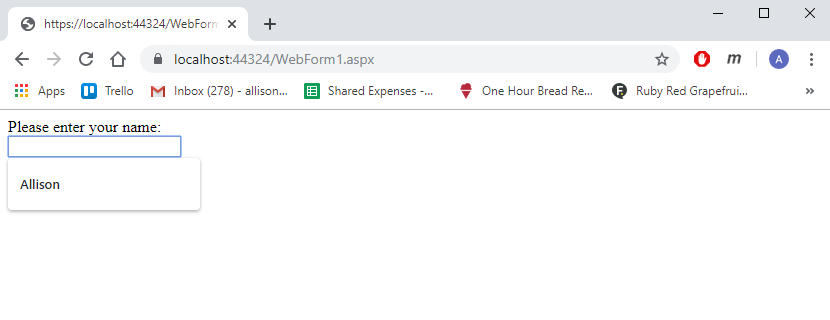 https://localhost:44324/WebForm
localhost:44324/WebForm1.aspx
m
A
Apps
Trello
Inbox (278) - allison...
Shared Expenses -...
One Hour Bread Re...
Ruby Red Grapefrui...
»
Please enter your name:
Allison